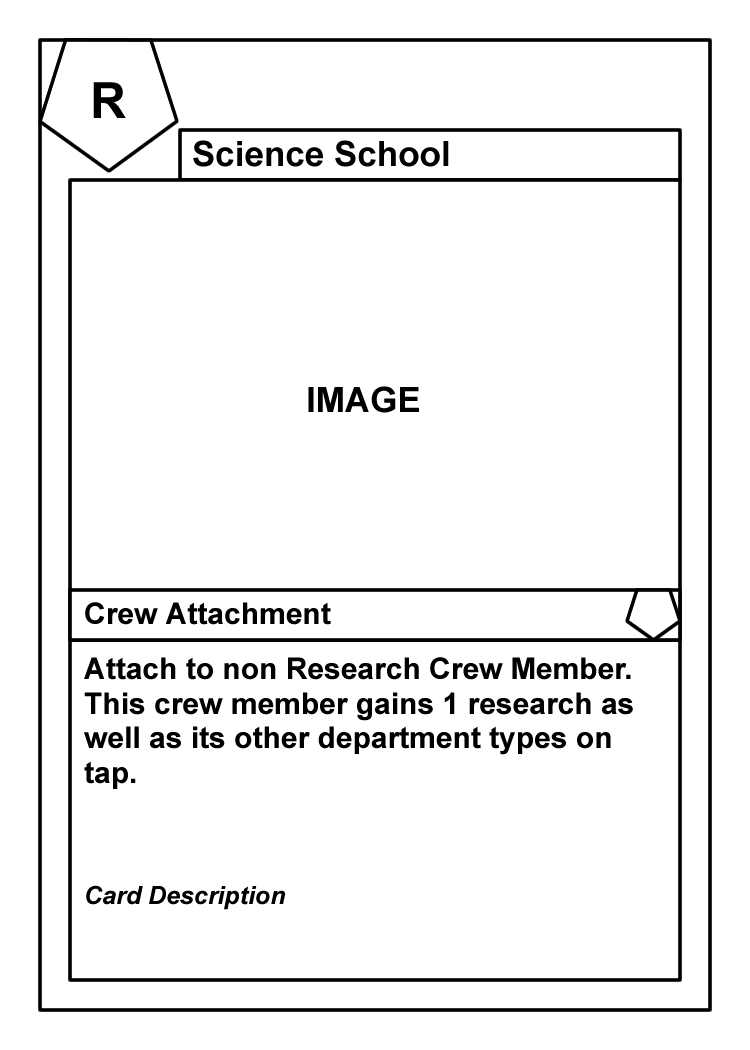 R
Science School
IMAGE
Crew Attachment
Attach to non Research Crew Member.
This crew member gains 1 research as
well as its other department types on
tap.
Card Description